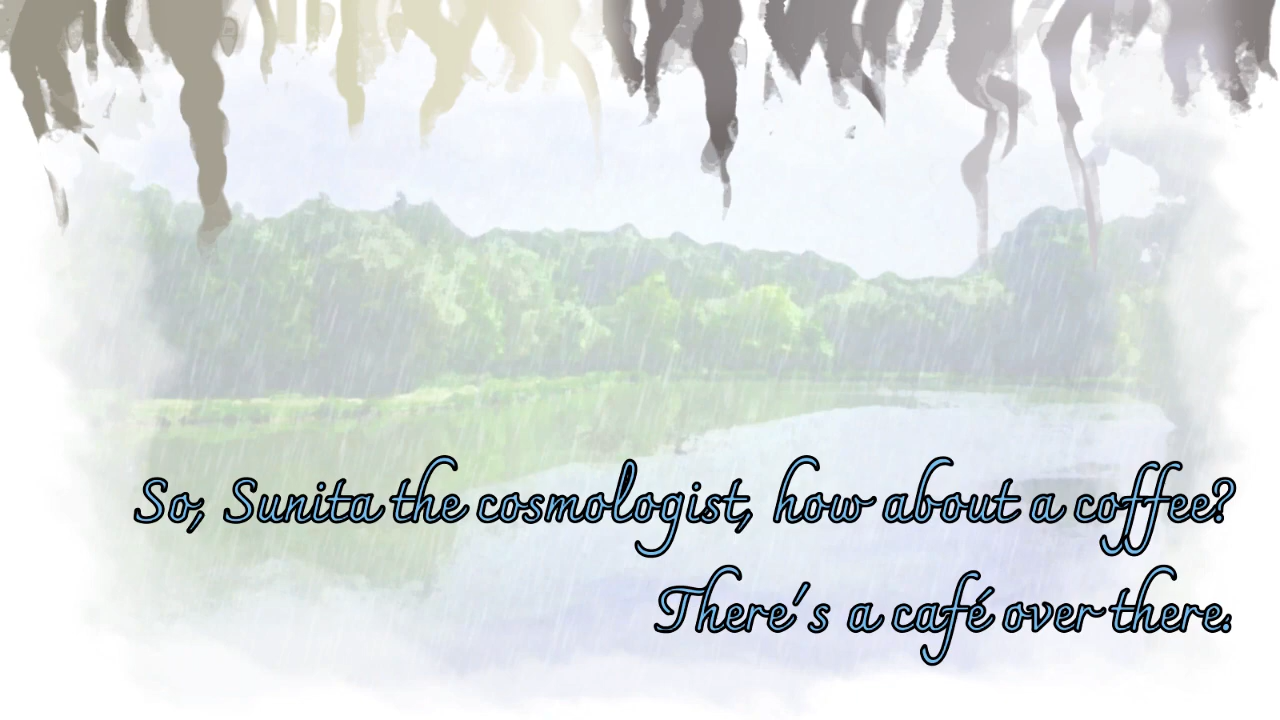 So, Sunita the cosmologist, how about a coffee?
There's a café over there.